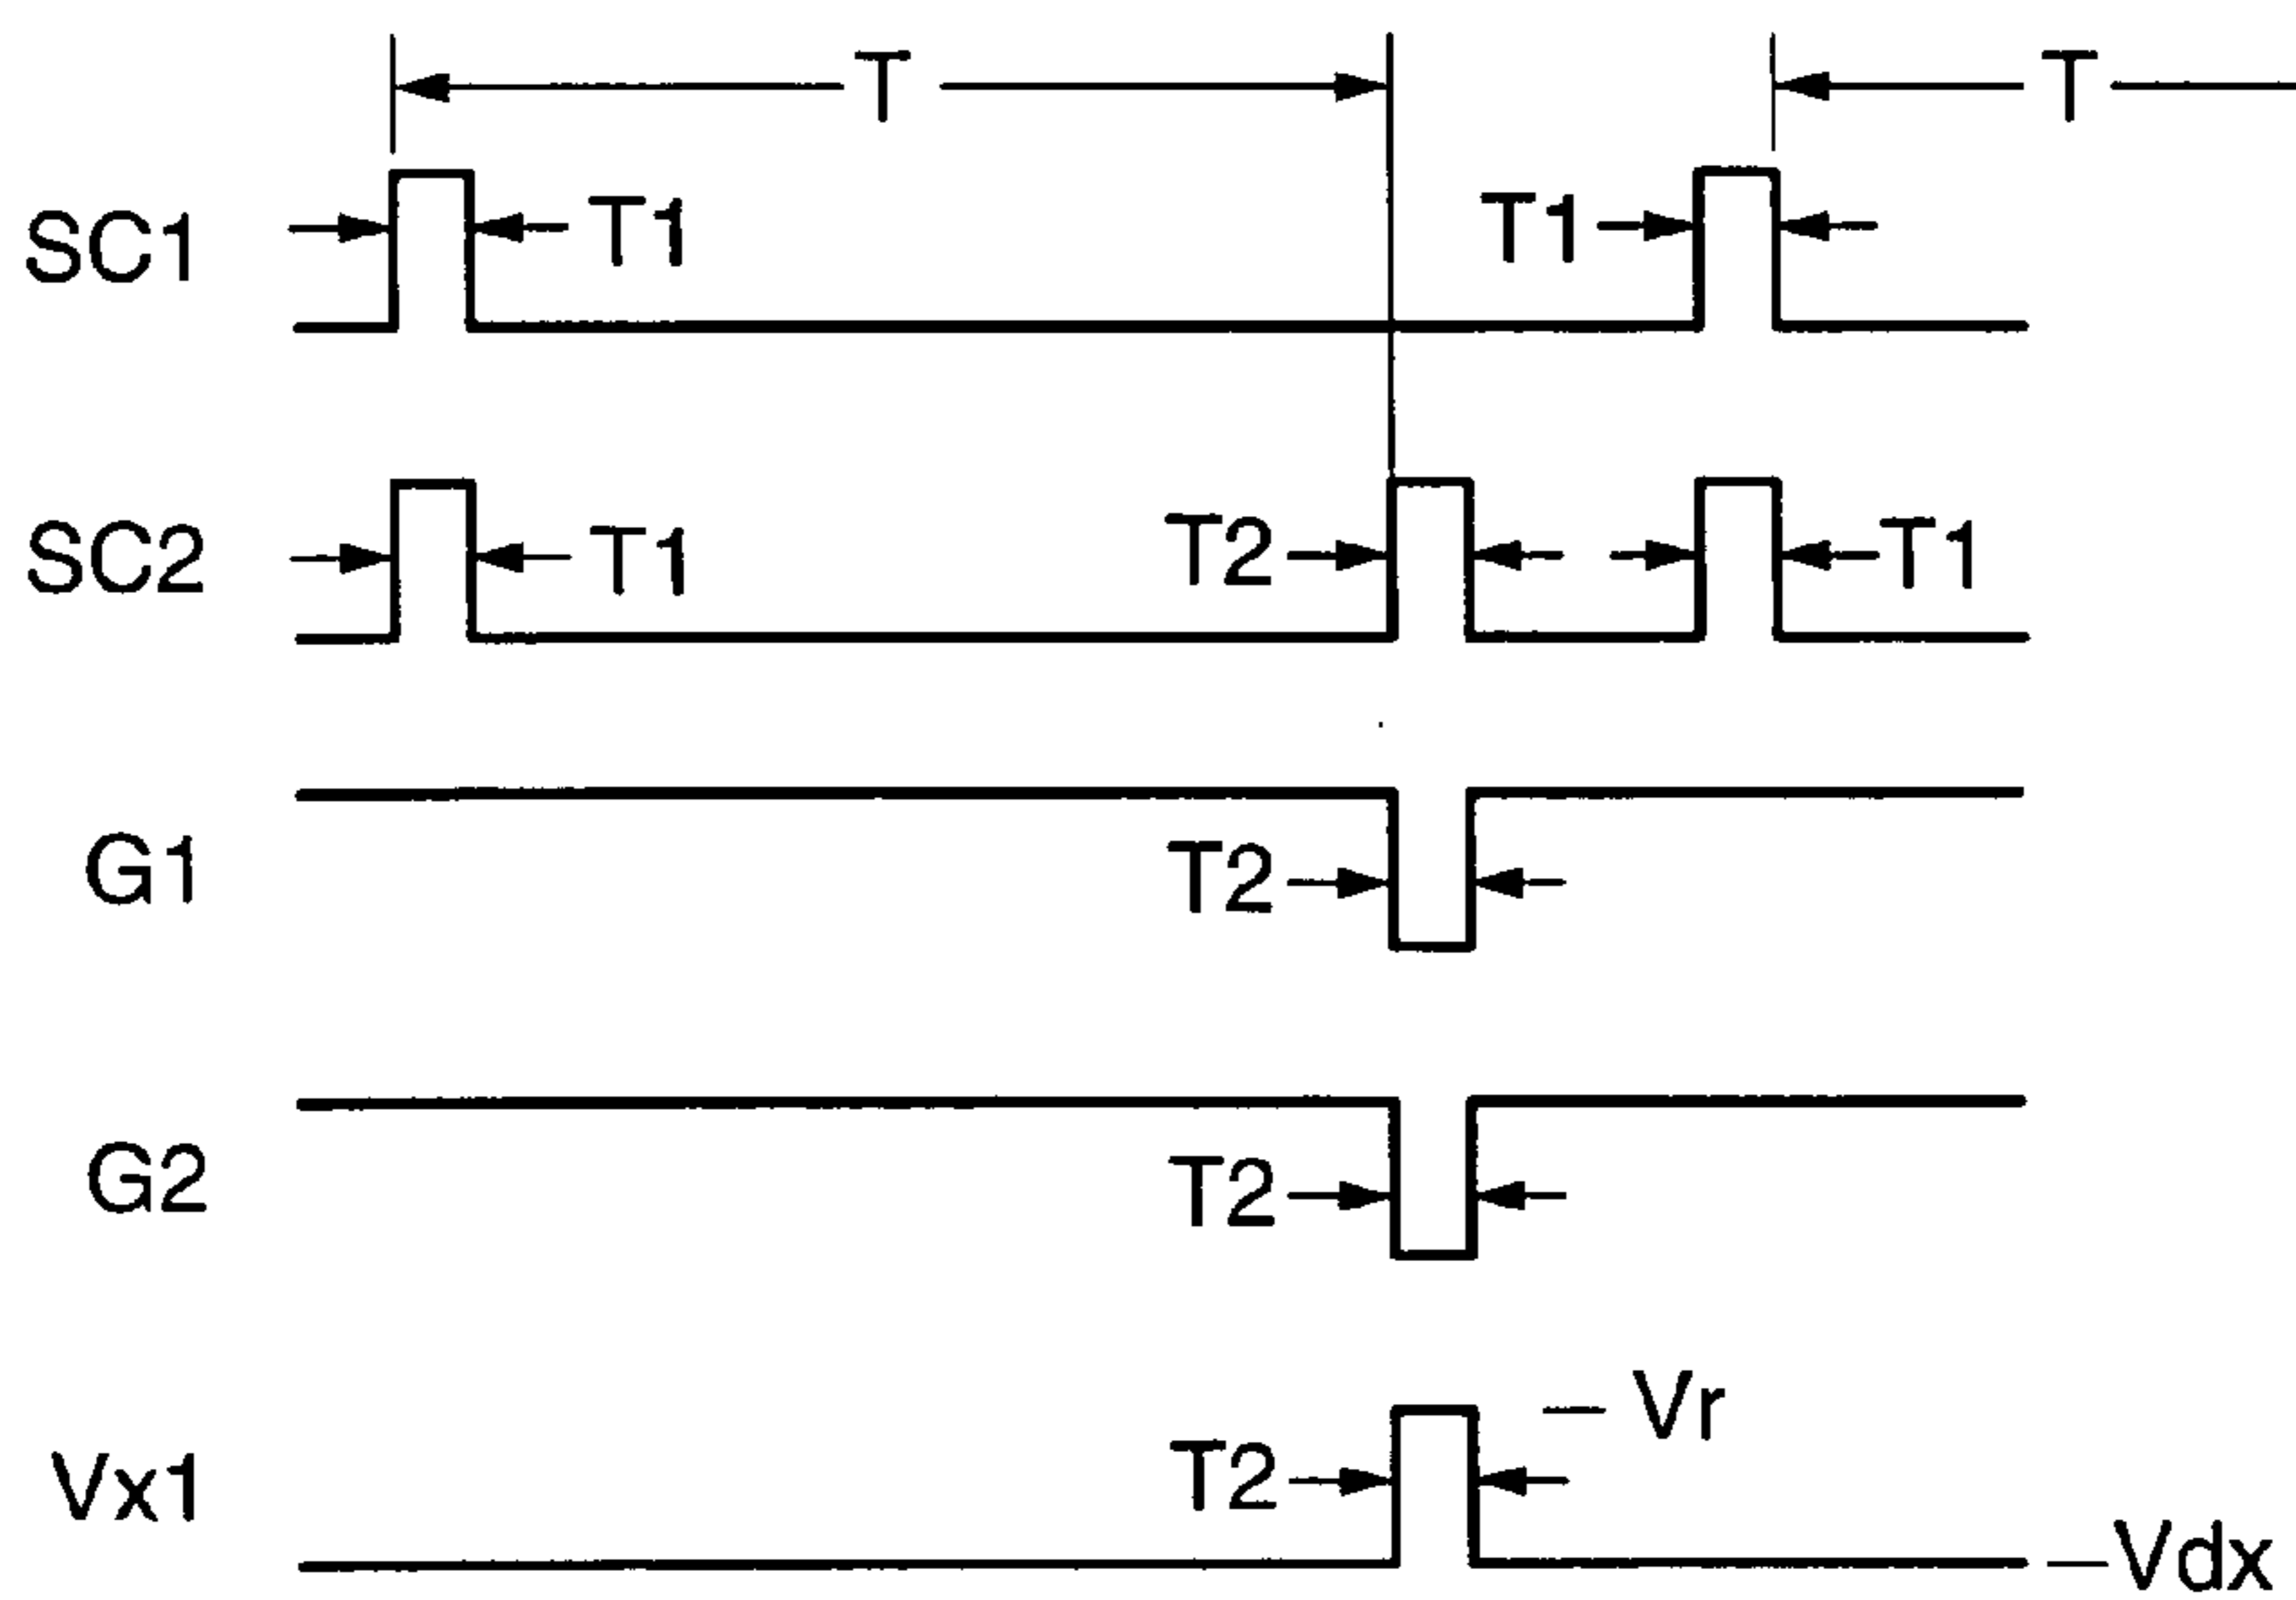 T T
SC1 T1 T1
SC2 T1 T2 T1
G1 T2
G2 T2
Vr
Vx1 T2
Vdx